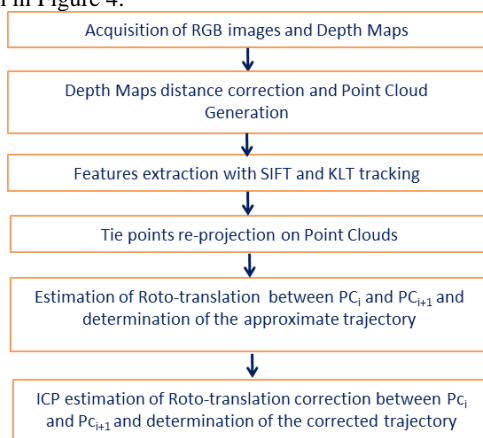 in Figure 4.
Acquisition of RGB images and Depth Maps
Depth Maps distance correction and Point Cloud
Generation
Features extraction with SIFT and KLT tracking
Tie points re-projection on Point Clouds
Estimation of Roto-translation between PCi and PCi+1 and
determination of the approximate trajectory
ICP estimation of Roto-translation correction between Pci
and Pci+1 and determination of the corrected trajectory